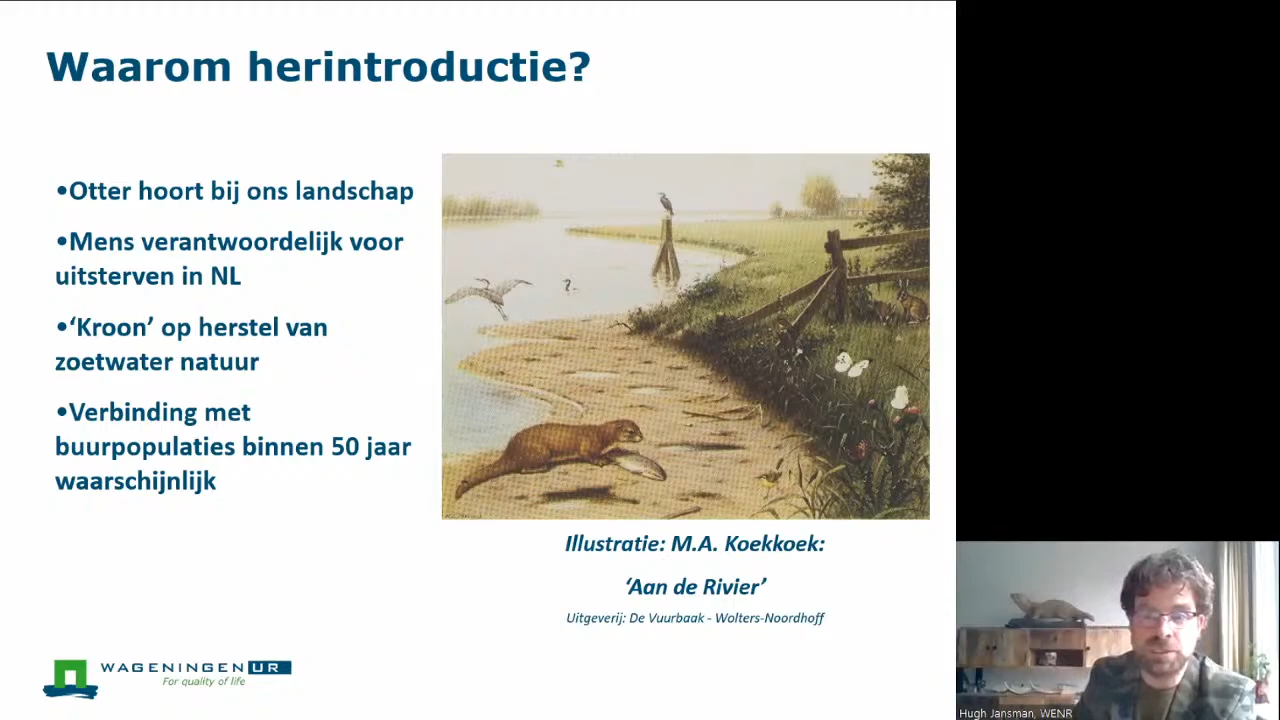 Waarom herintroductie?
•Otter hoort bij ons landschap
•Mens verantwoordelijk voor
uitsterven in NL
•‘Kroon’ op herstel van
zoetwater natuur
•Verbinding met
buurpopulaties binnen 50 jaar
waarschijnlijk
Illustratie: M.A. Koekkoek:
‘Aan de Rivier’
Uitgeverij: De Vuurbaak - Wolters-Noordhoff
WAGENINGEN UR
For quality of life
Hugh Jansman, WENR